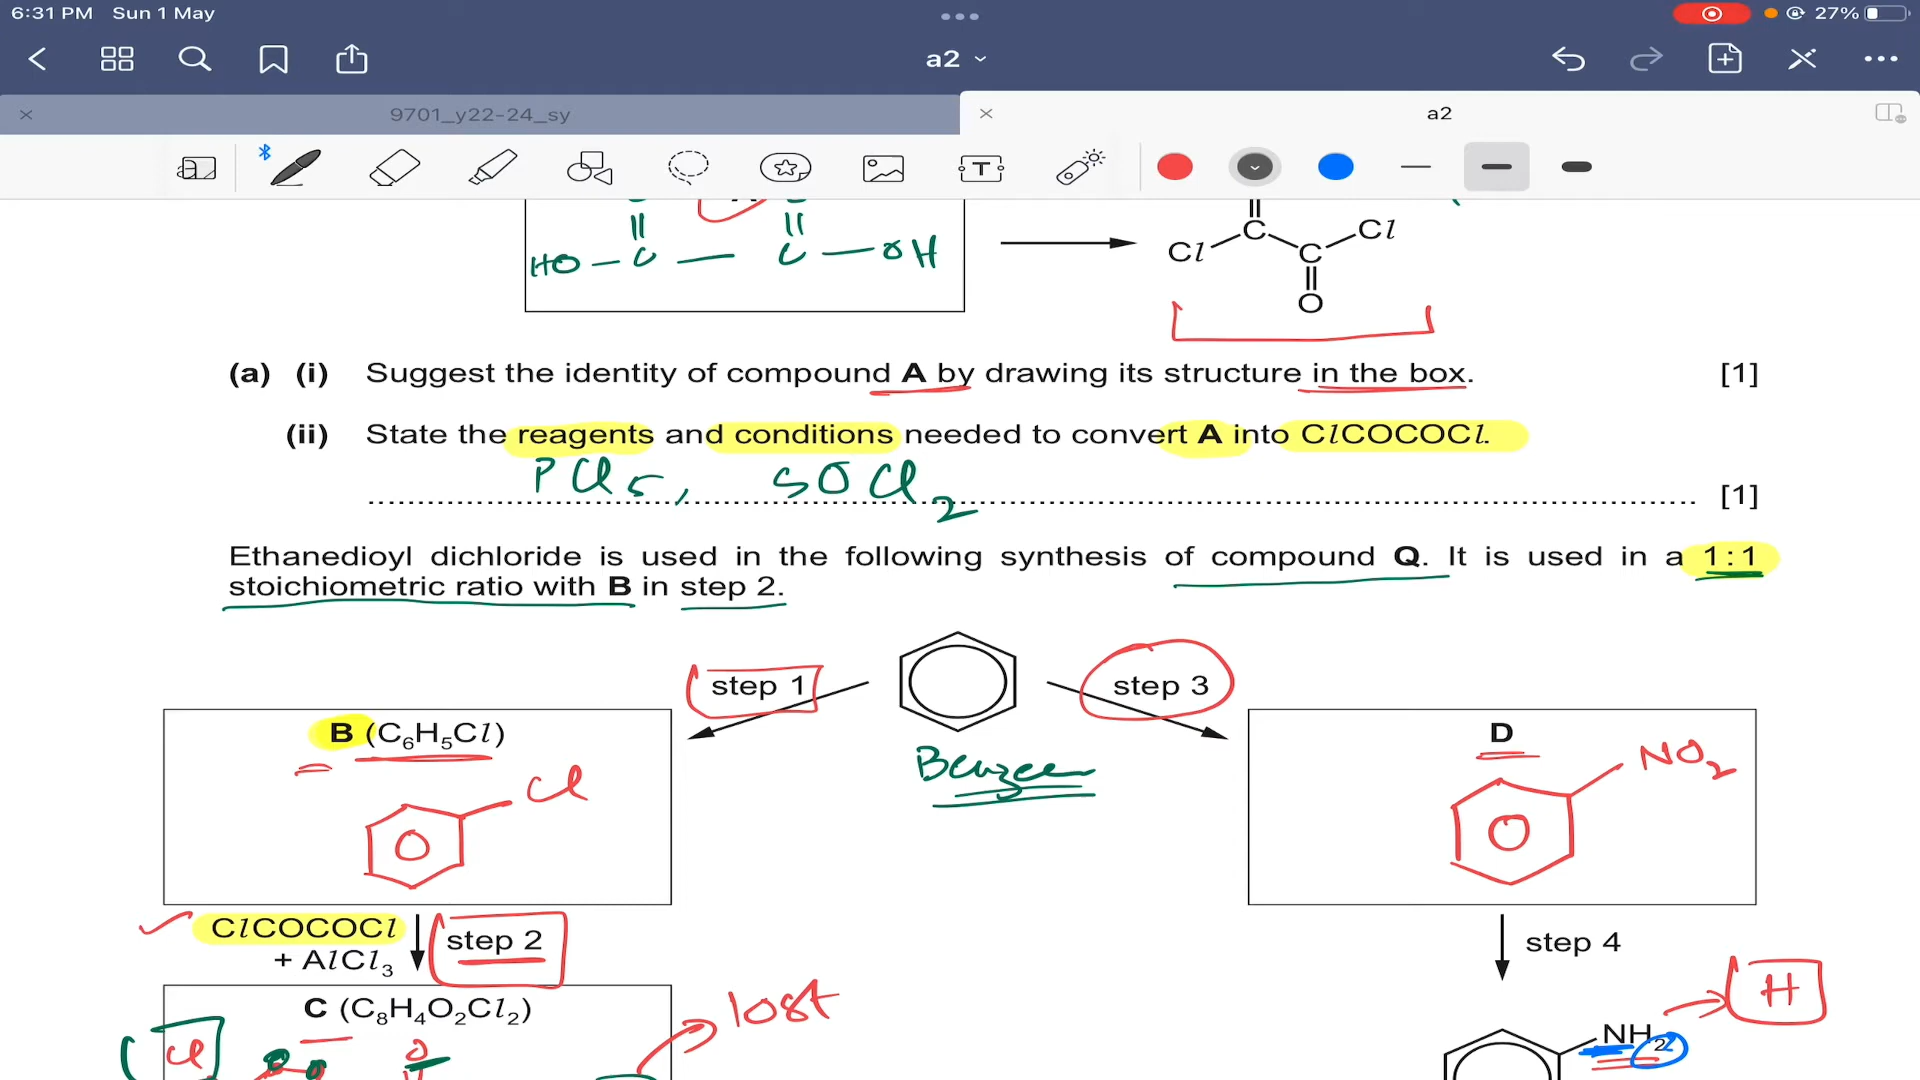 6:31 PM Sun 1 May
27%
a2
9701_y22-24_sy
a2
T
HO — C — C — OH
Cl C C Cl
O
(a) (i) Suggest the identity of compound A by drawing its structure in the box. [1]
(ii) State the reagents and conditions needed to convert A into ClCOCOCl.
PCl5, SOCl2
[1]
Ethanedioyl dichloride is used in the following synthesis of compound Q. It is used in a 1:1
stoichiometric ratio with B in step 2.
step 1
step 3
B (C6H5Cl)
Cl
D
NO2
ClCOCOCl
+ AlCl3
step 2
step 4
C (C8H4O2Cl2)
lost
H
NH2
Cl
O